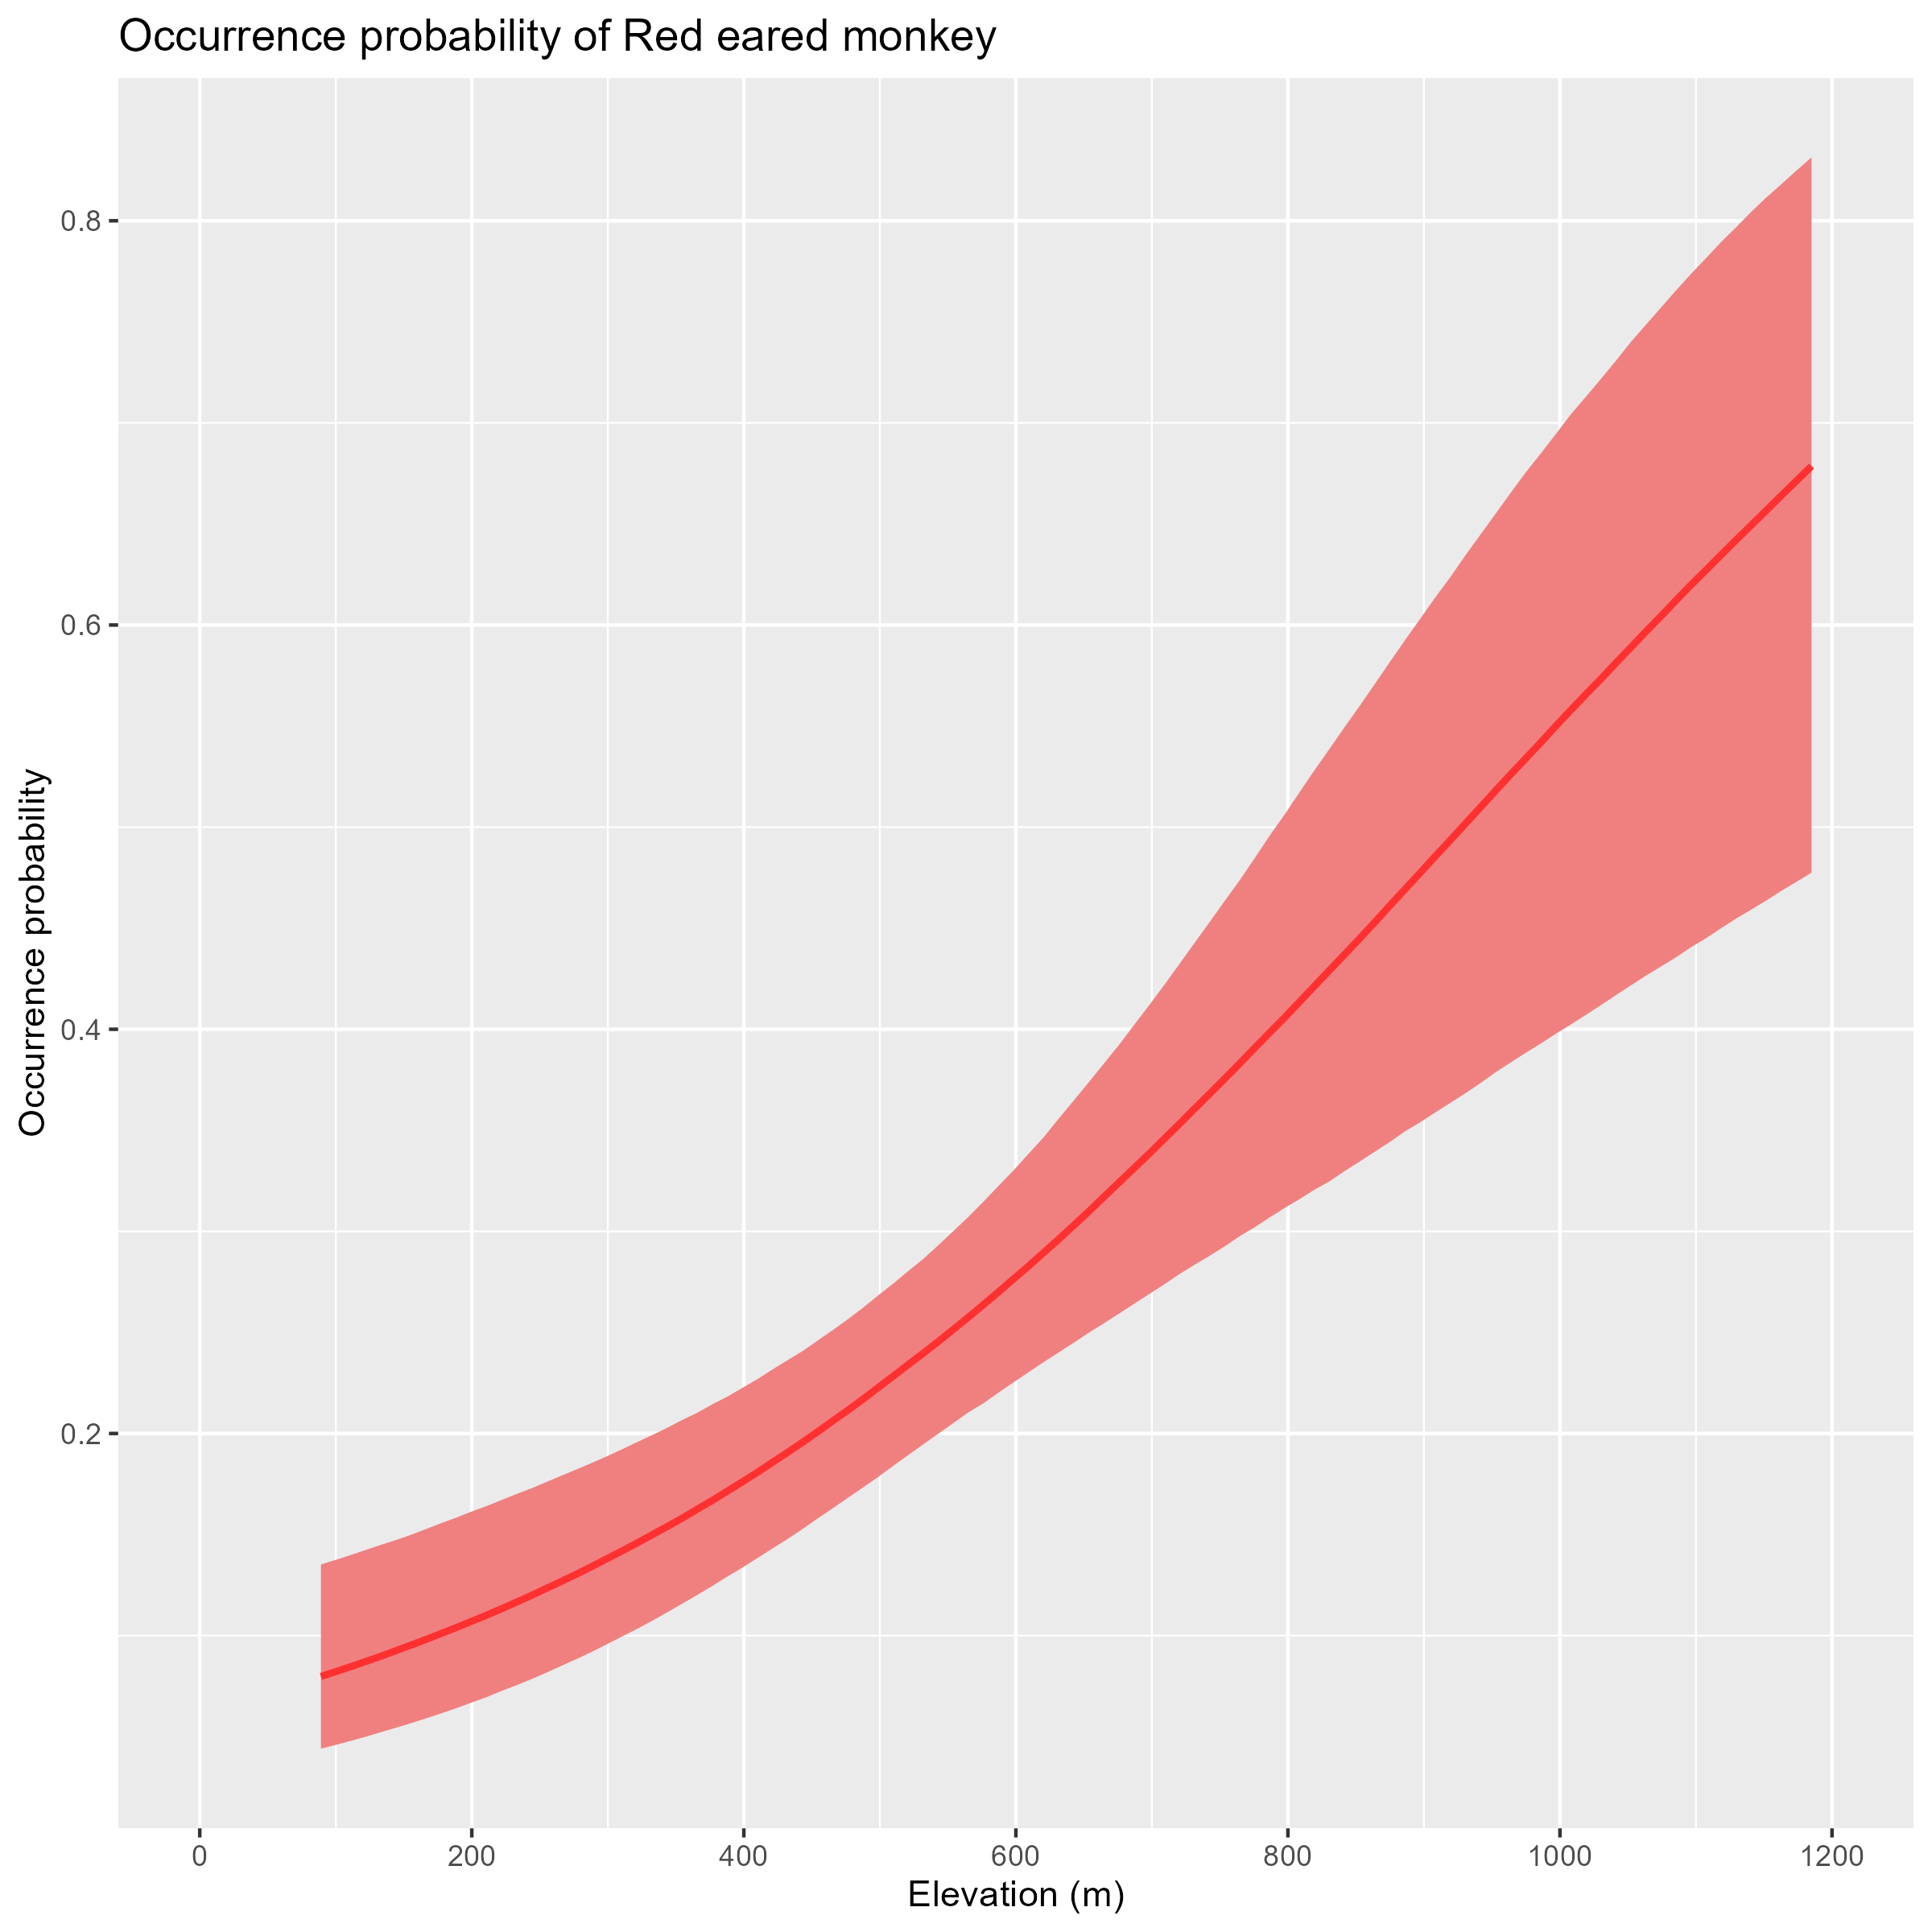 Occurrence probability of Red eared monkey
Occurrence probability
0.8
0.6
0.4
0.2
0 200 400 600 800 1000 1200
Elevation (m)